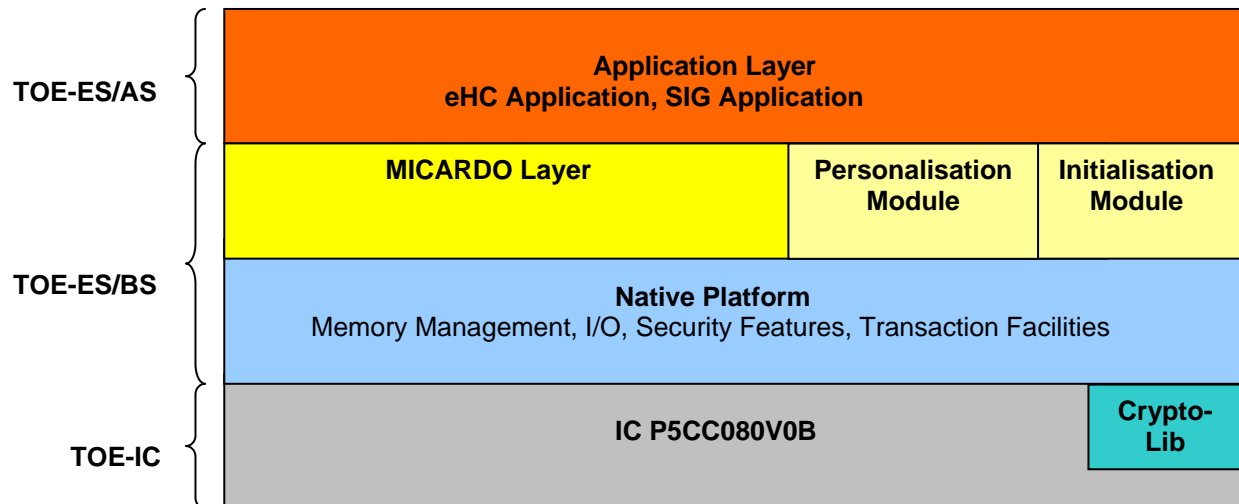 TOE-ES/AS
Application Layer
eHC Application, SIG Application
TOE-ES/BS
MICARDO Layer
Personalisation
Module
Initialisation
Module
Native Platform
Memory Management, I/O, Security Features, Transaction Facilities
TOE-IC
IC P5CC080V0B
Crypto-
Lib